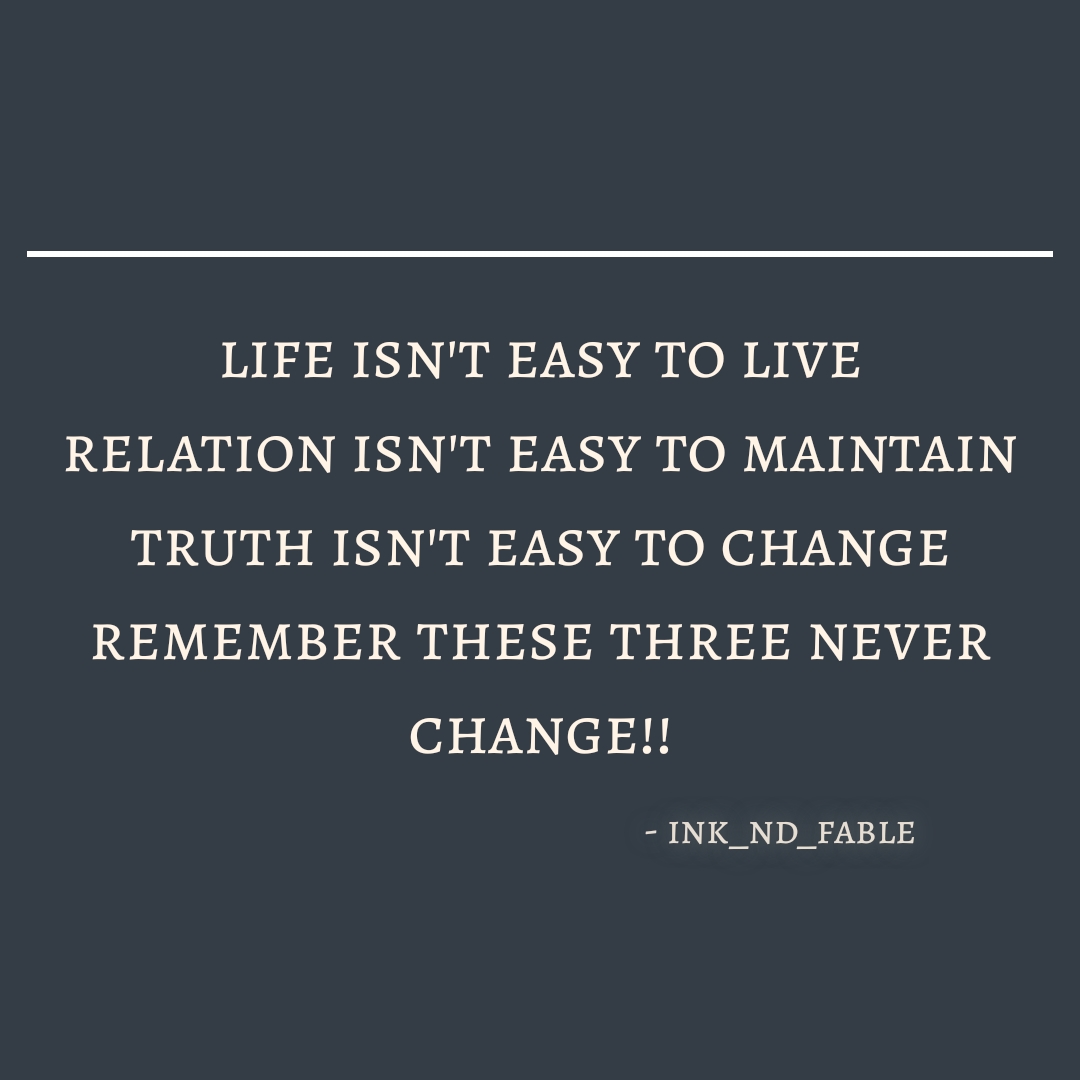 LIFE ISN'T EASY TO LIVE
RELATION ISN'T EASY TO MAINTAIN
TRUTH ISN'T EASY TO CHANGE
REMEMBER THESE THREE NEVER
CHANGE!!
- INK_ND_FABLE